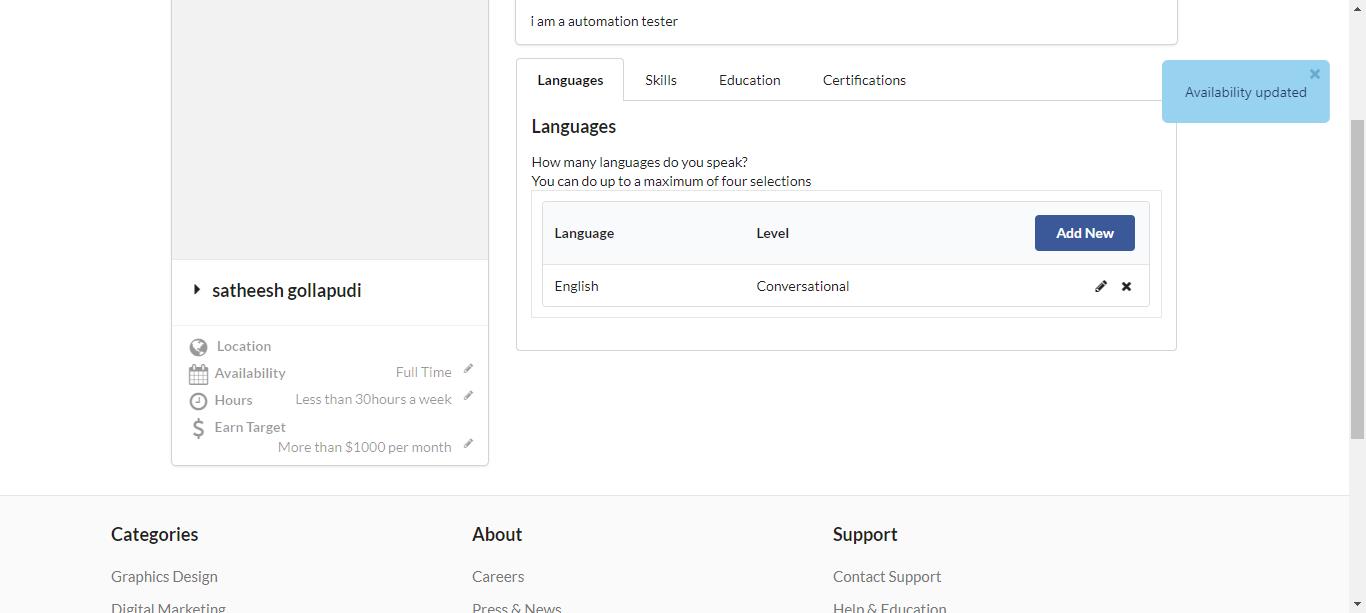 i am a automation tester
Languages Skills Education Certifications
Availability updated
Languages
How many languages do you speak?
You can do up to a maximum of four selections
Language Level Add New
English Conversational
satheesh gollapudi
Location
Availability Full Time
Hours Less than 30hours a week
Earn Target
More than $1000 per month
Categories About Support
Graphics Design Careers Contact Support
Digital Marketing Press & News Help & Education